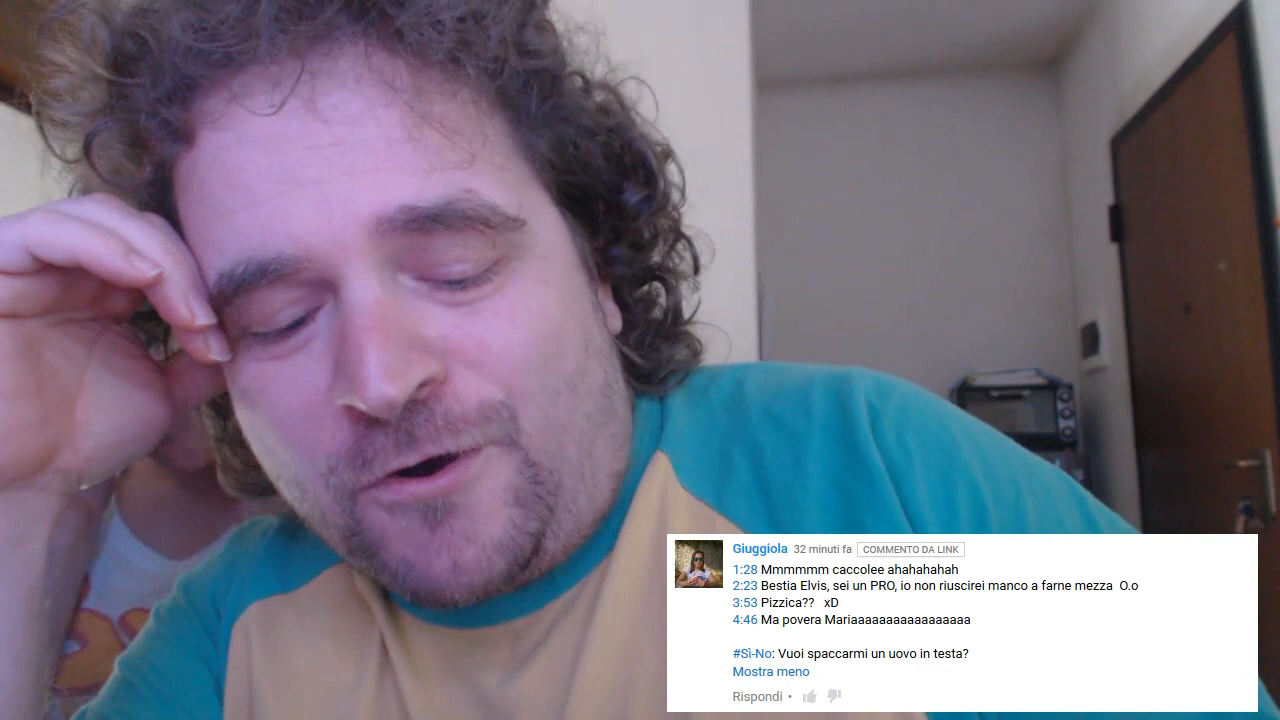 Giuggiola 32 minuti fa COMMENTO DA LINK
1:28 Mmmmmm caccolee ahahahahah
2:23 Bestia Elvis, sei un PRO, io non riuscirei manco a farne mezza O.o
3:53 Pizzica?? xD
4:46 Ma povera Mariaaaaaaaaaaaaaaaaa
#Sì-No: Vuoi spaccarmi un uovo in testa?
Mostra meno
Rispondi •